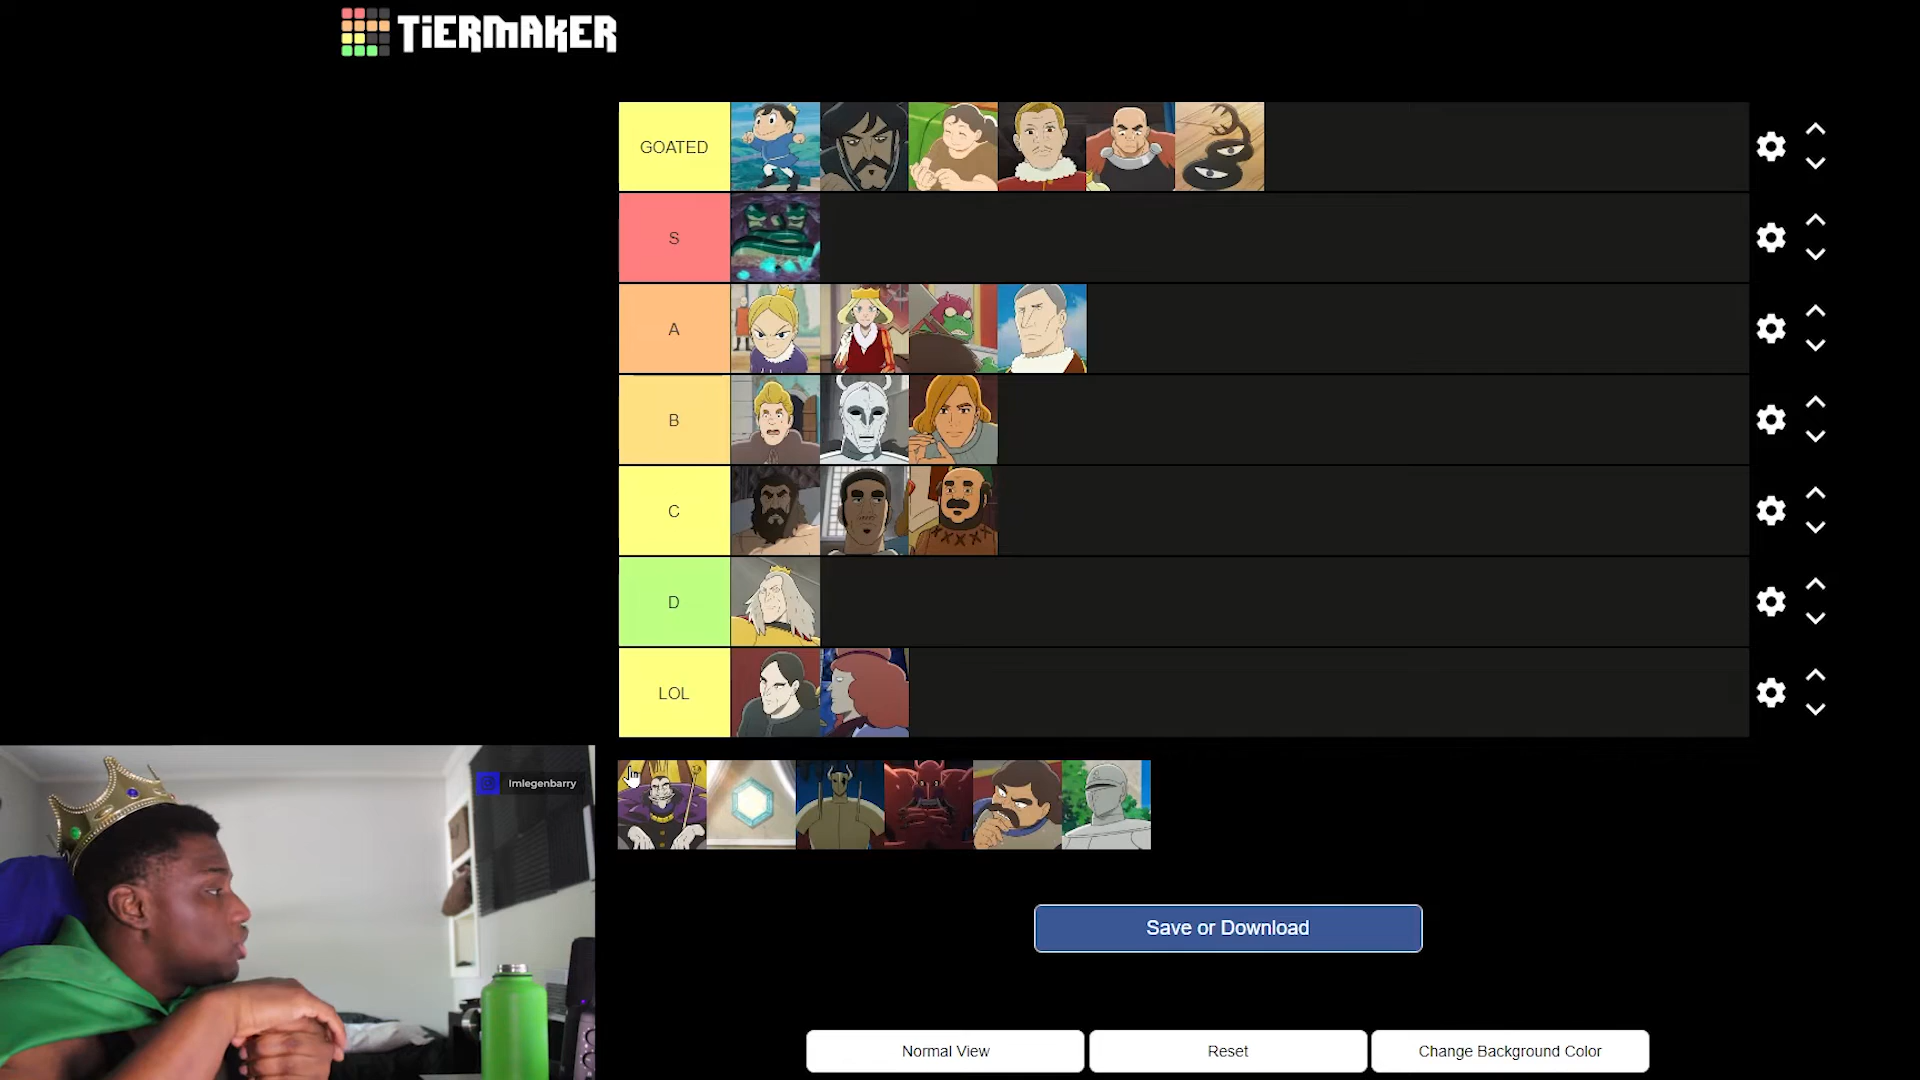 TiERMAKER
GOATED
S
A
B
C
D
LOL
Imlegenbarry
Save or Download
Normal View
Reset
Change Background Color